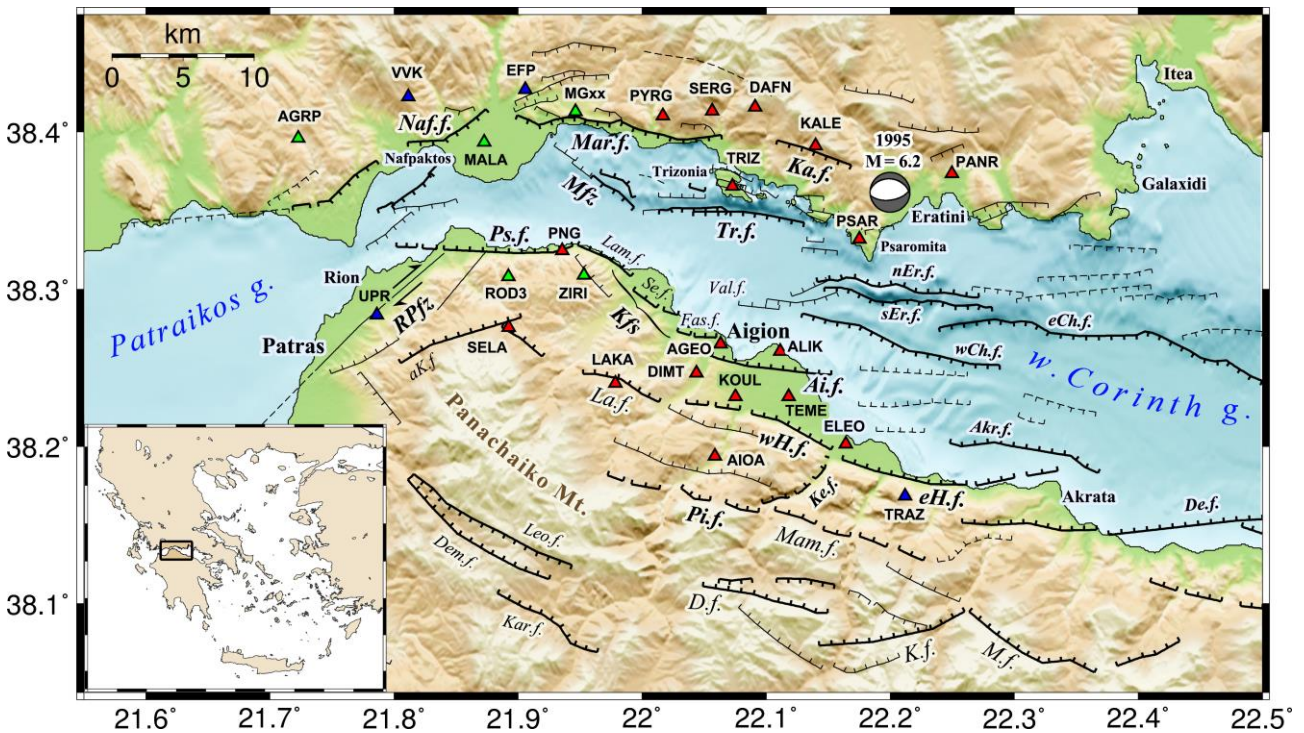 km
0 5 10
VVK
EFP
AGRP
Naf.f.
MALA
Nafpaktos
MGxx
PYRG
SERG
DAFN
Mar.f.
KALE
Ka.f.
1995
M = 6.2
PANR
Itea
Galaxidi
Trizonia
TRIZ
Mfz
Tr.f.
PSAR
Eratini
Psaromita
Ps.f.
PNG
Lam.f.
Rion
UPR
RPfz
ROD3
ZIRI
Se.f.
Val.f.
nEr.f.
sEr.f.
eCh.f.
wCh.f.
Patraikos g.
Patras
Kfs
Fas.f.
Aigion
AGEO
ALIK
SELA
aK.f
LAKA
La.f.
DIMT
KOUL
Ai.f.
TEME
w. Corinth g.
Panachaiko Mt.
wH.f.
ELEO
Akr.f.
AIOA
Ke.f.
Pi.f.
TRAZ
eH.f.
Akrata
De.f.
Mam.f.
Leo.f.
Dem.f.
Kar.f.
D.f.
K.f.
M.f.
38.4°
38.3°
38.2°
38.1°
21.6° 21.7° 21.8° 21.9° 22° 22.1° 22.2° 22.3° 22.4° 22.5°